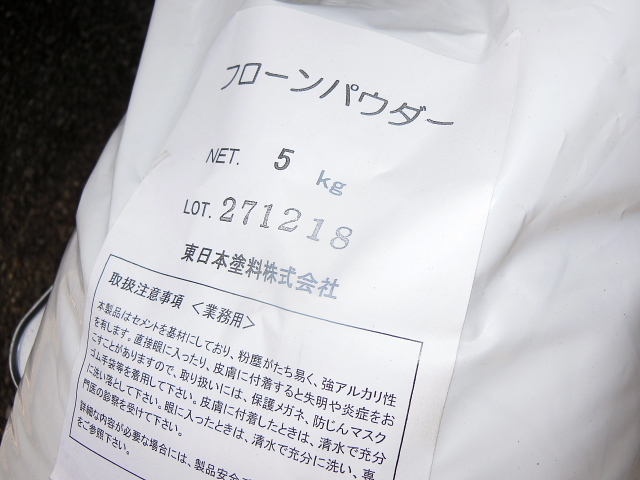 フローンパウダー
NET. 5 kg
LOT. 271218
東日本塗料株式会社
取扱注意事項 <業務用>
本製品はセメントを基材にしており、粉塵がたち易く、強アルカリ性
を有します。直接眼に入ったり、皮膚に付着すると失明や炎症をお
こすことがありますので、取り扱いには、保護メガネ、防じんマスク
ゴム手袋等を着用して下さい。皮膚に付着したときは、清水で充分
に洗い落として下さい。眼に入ったときは、清水で充分に洗い、専
門医の診察を受けて下さい。
詳細な内容が必要な場合には、製品安全
をご参照下さい。